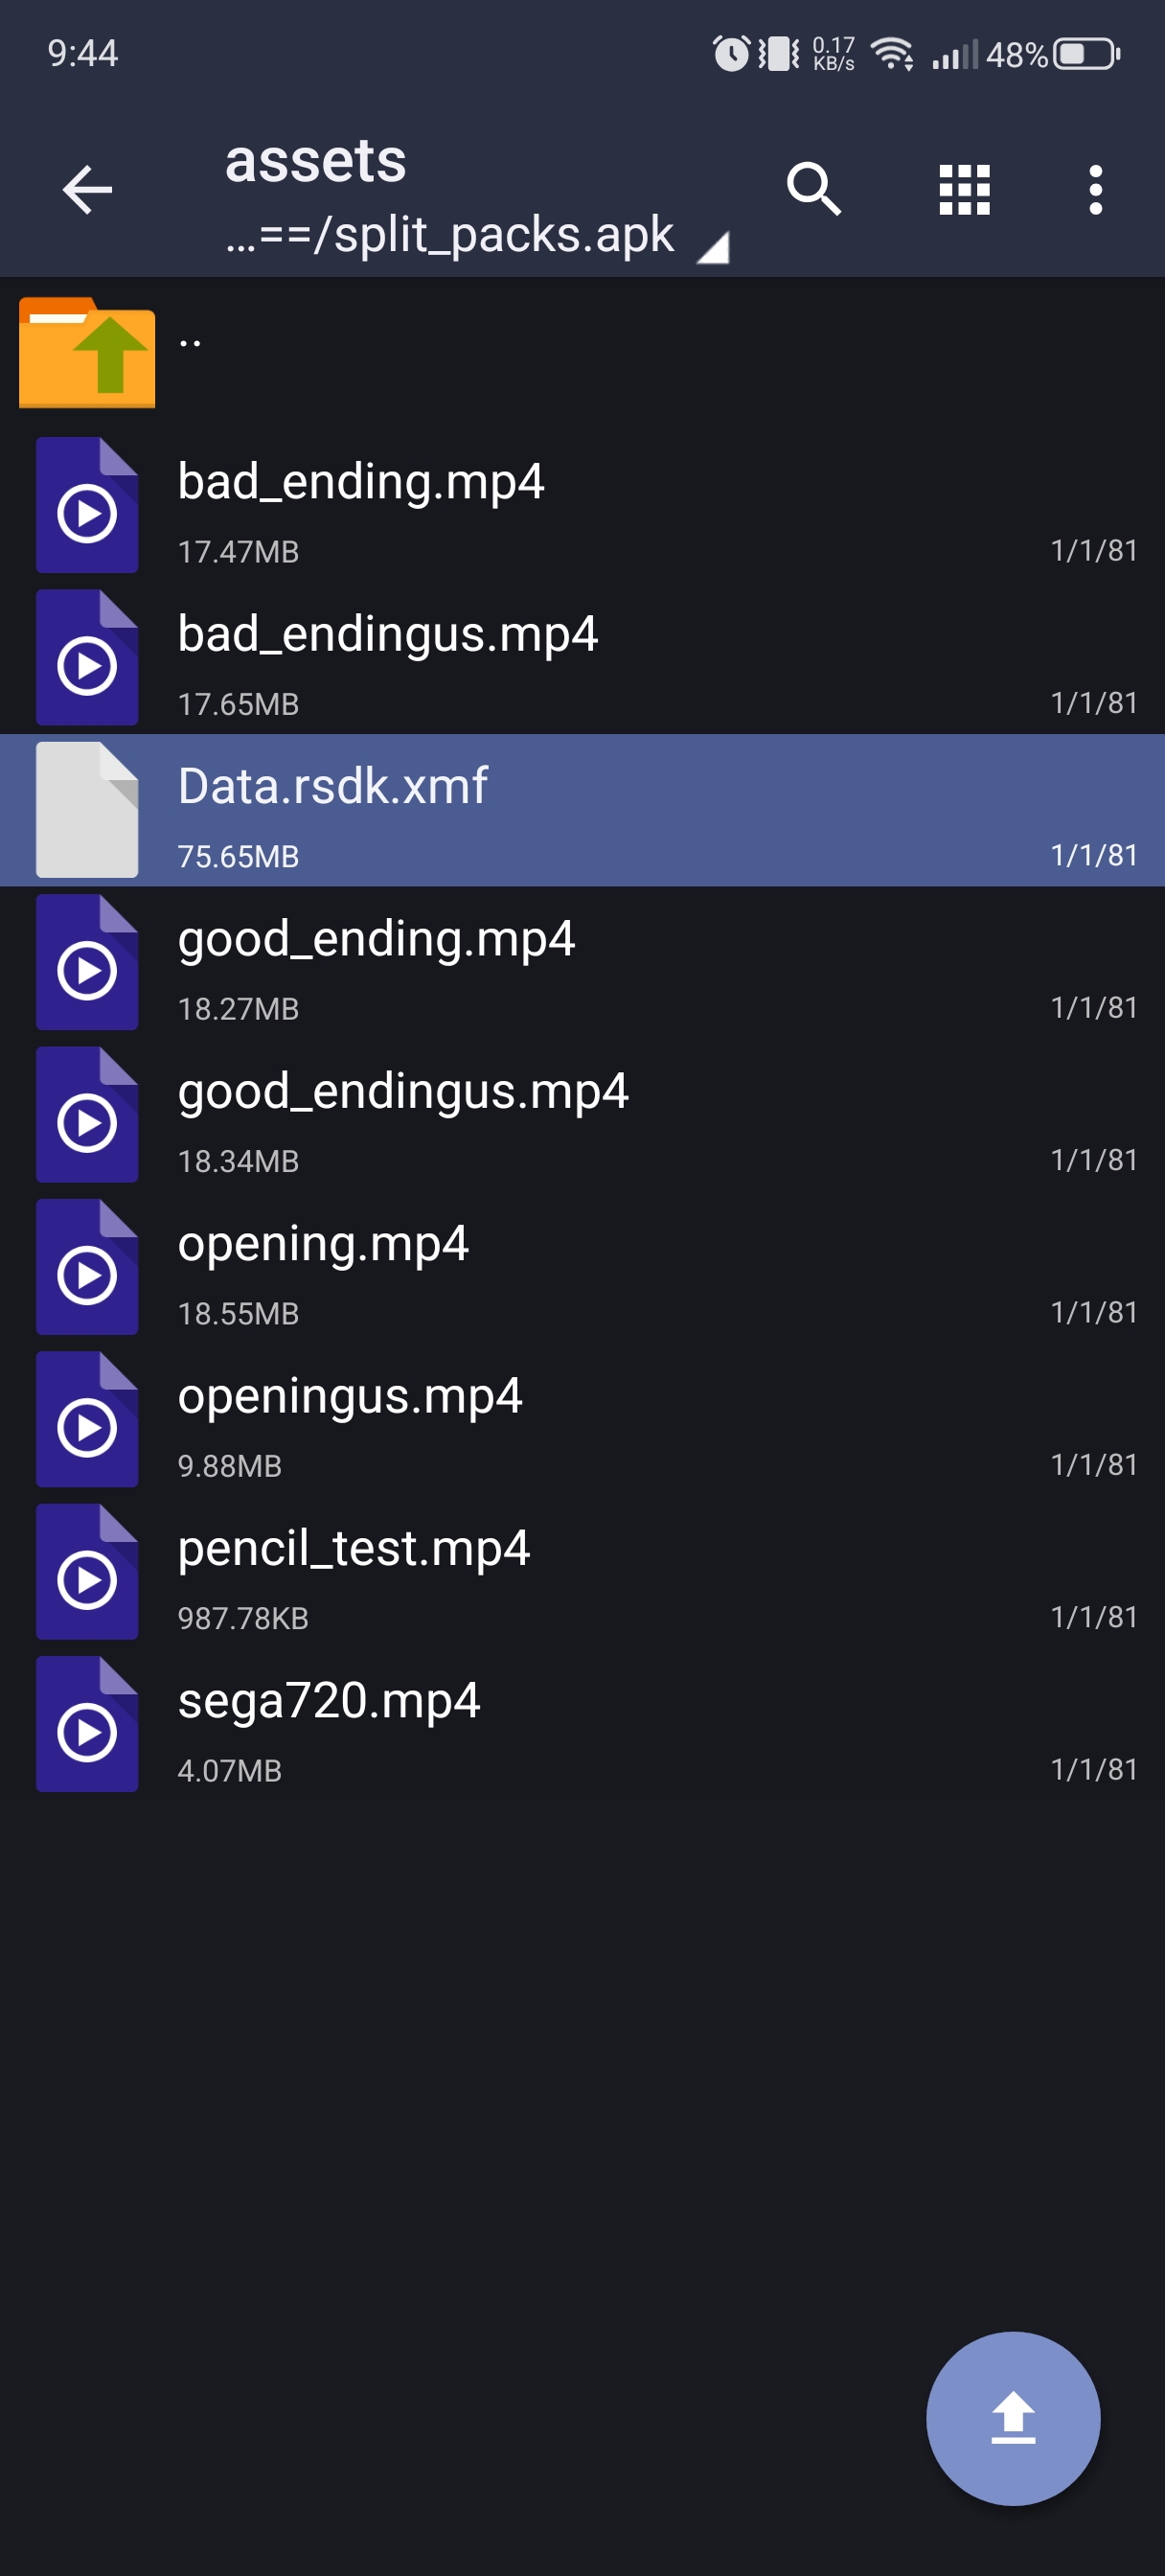 9:44
0.17
KB/s
48%
assets
...==/split_packs.apk
..
bad_ending.mp4
17.47MB
1/1/81
bad_endingus.mp4
17.65MB
1/1/81
Data.rsdk.xmf
75.65MB
1/1/81
good_ending.mp4
18.27MB
1/1/81
good_endingus.mp4
18.34MB
1/1/81
opening.mp4
18.55MB
1/1/81
openingus.mp4
9.88MB
1/1/81
pencil_test.mp4
987.78KB
1/1/81
sega720.mp4
4.07MB
1/1/81